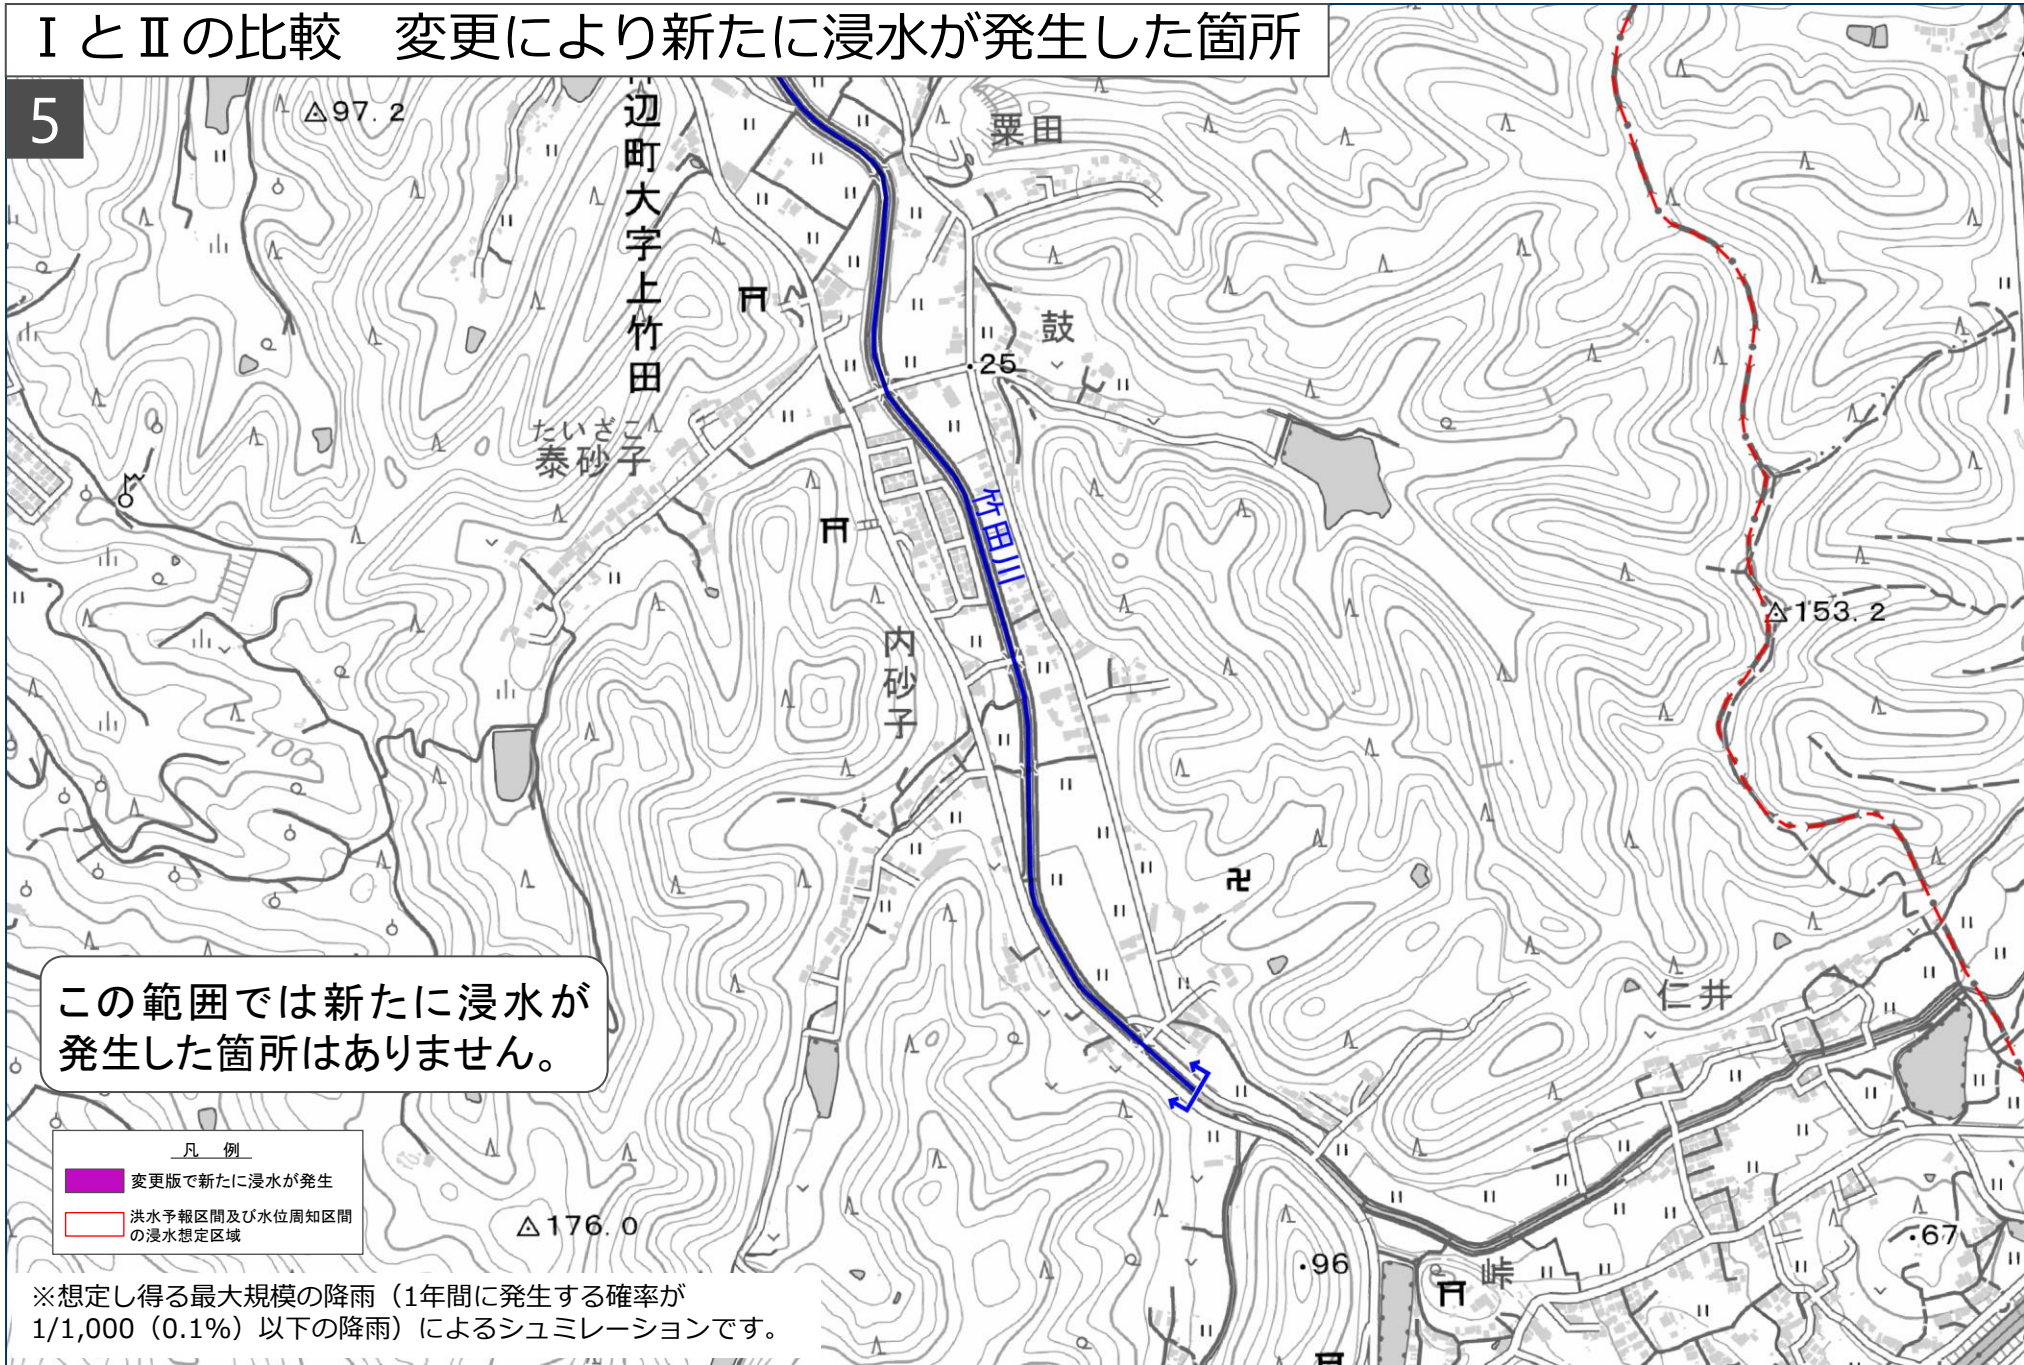 ⅠとⅡの比較　変更により新たに浸水が発生した箇所
5
97.2
辺町大字上竹田
粟田
鼓
25
たいざこ
泰砂子
竹田川
153.2
内砂子
100
仁井
この範囲では新たに浸水が
発生した箇所はありません。
凡　例
変更版で新たに浸水が発生
洪水予報区間及び水位周知区間
の浸水想定区域
176.0
96
峠
67
※想定し得る最大規模の降雨（1年間に発生する確率が
1/1,000（0.1%）以下の降雨）によるシュミレーションです。